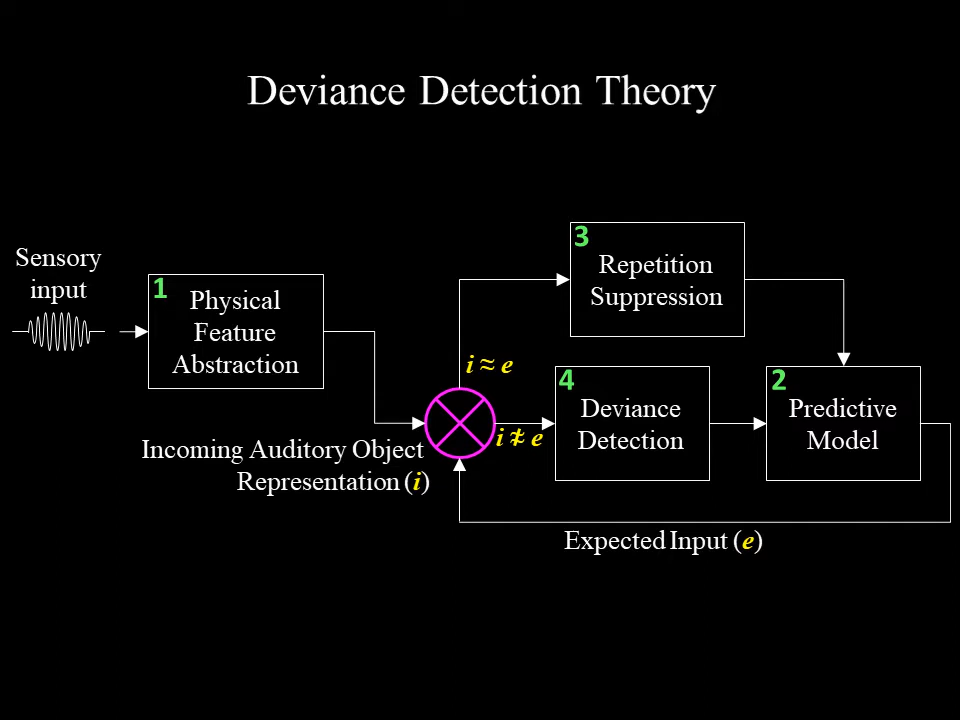 Deviance Detection Theory
Sensory
input
1
Physical
Feature
Abstraction
Incoming Auditory Object
Representation (i)
i ≈ e
i ≉ e
3
Repetition
Suppression
4
Deviance
Detection
2
Predictive
Model
Expected Input (e)